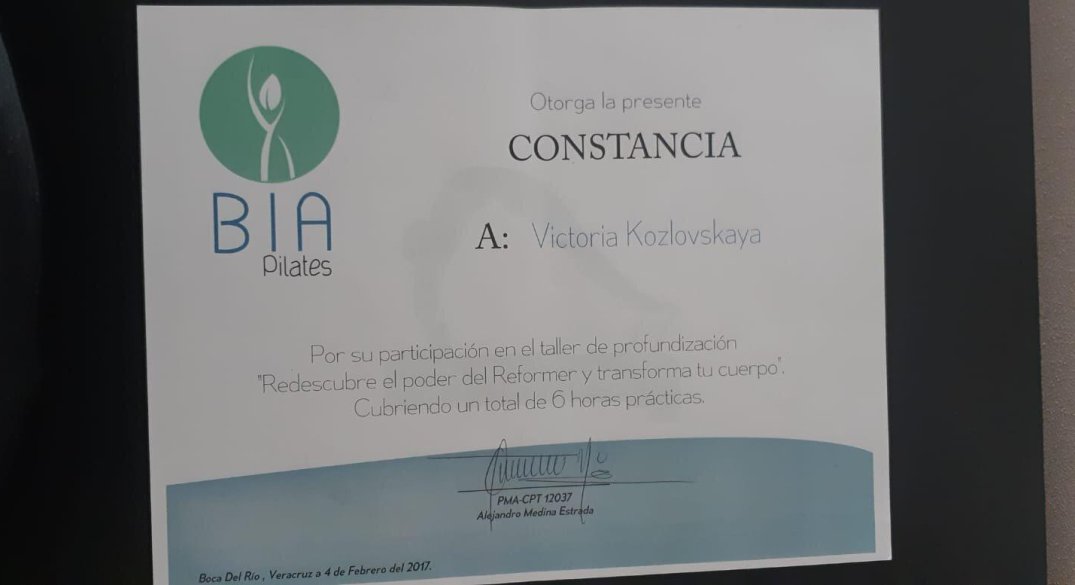 BIA
Pilates
Otorga la presente
CONSTANCIA
A: Victoria Kozlovskaya
Por su participación en el taller de profundización
"Redescubre el poder del Reformer y transforma tu cuerpo".
Cubriendo un total de 6 horas prácticas.
PMA-CPT 12037
Alejandro Medina Estrada
Boca Del Río , Veracruz a 4 de Febrero del 2017.